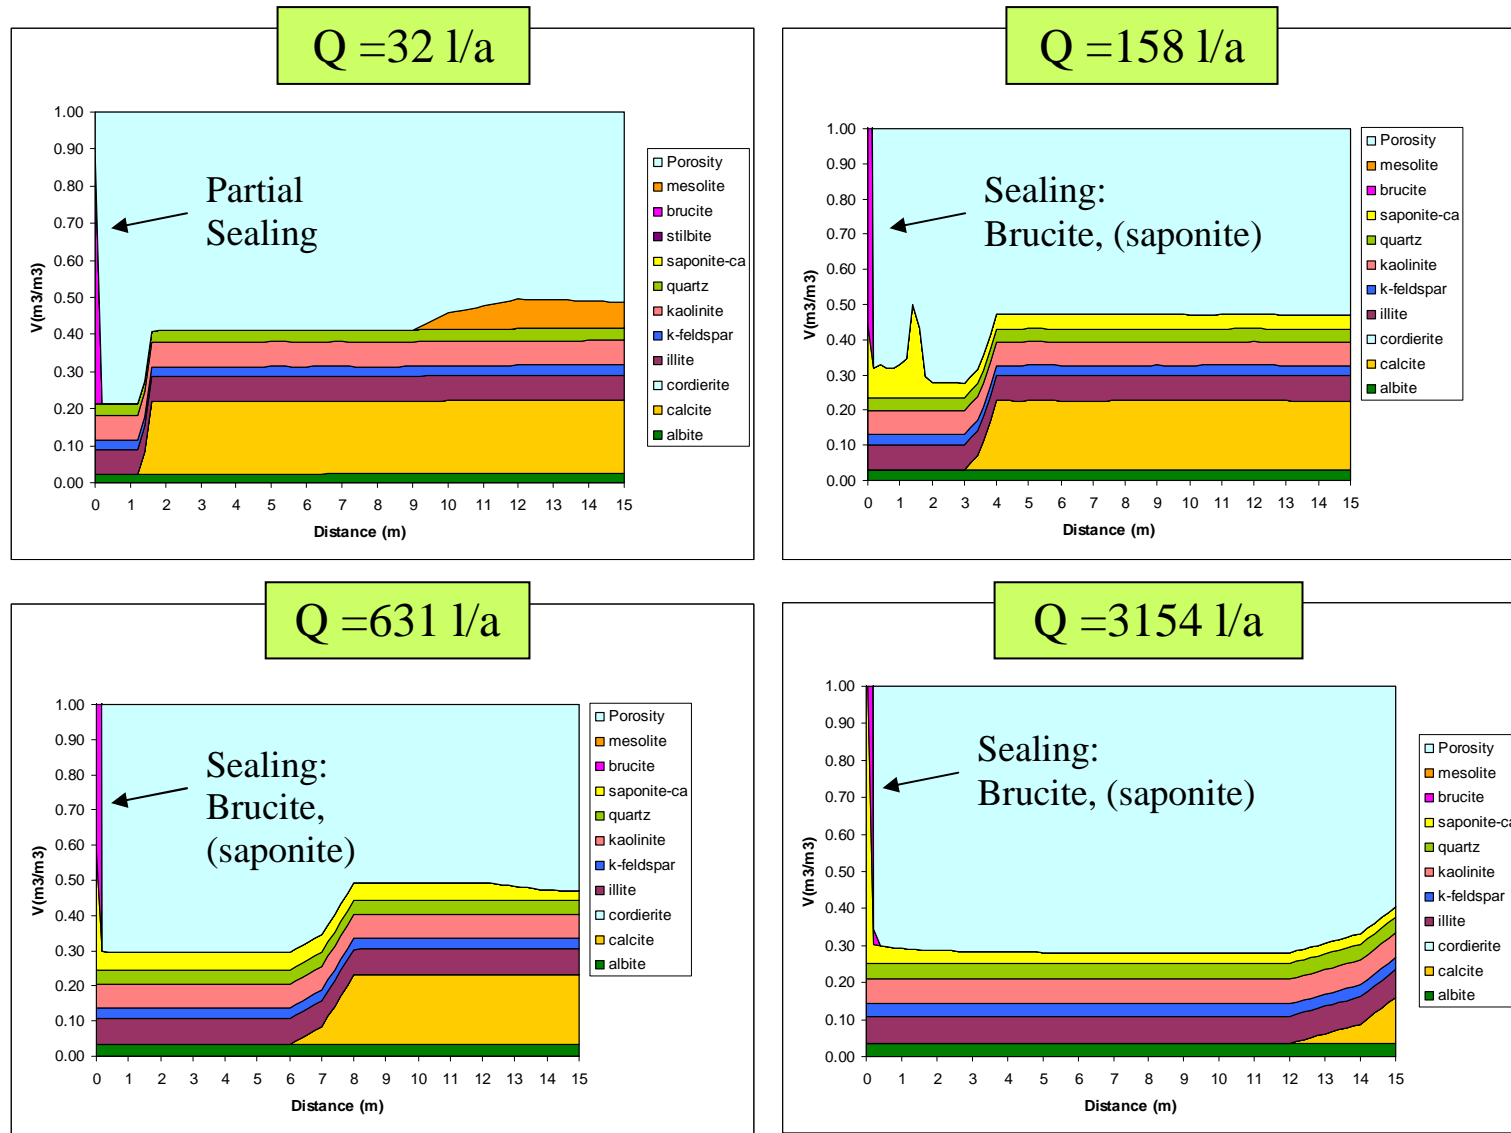 Q =32 l/a
1.00
0.90
0.80
0.70
0.60
0.50
0.40
0.30
0.20
0.10
0.00
V(m3/m3)
0 1 2 3 4 5 6 7 8 9 10 11 12 13 14 15
Distance (m)
Partial
Sealing
Porosity
mesolite
brucite
stilbite
saponite-ca
quartz
kaolinite
k-feldspar
illite
cordierite
calcite
albite
Q =158 l/a
1.00
0.90
0.80
0.70
0.60
0.50
0.40
0.30
0.20
0.10
0.00
V(m3/m3)
0 1 2 3 4 5 6 7 8 9 10 11 12 13 14 15
Distance (m)
Sealing:
Brucite, (saponite)
Porosity
mesolite
brucite
saponite-ca
quartz
kaolinite
k-feldspar
illite
cordierite
calcite
albite
Q =631 l/a
1.00
0.90
0.80
0.70
0.60
0.50
0.40
0.30
0.20
0.10
0.00
V(m3/m3)
0 1 2 3 4 5 6 7 8 9 10 11 12 13 14 15
Distance (m)
Sealing:
Brucite,
(saponite)
Porosity
mesolite
brucite
saponite-ca
quartz
kaolinite
k-feldspar
illite
cordierite
calcite
albite
Q =3154 l/a
1.00
0.90
0.80
0.70
0.60
0.50
0.40
0.30
0.20
0.10
0.00
V(m3/m3)
0 1 2 3 4 5 6 7 8 9 10 11 12 13 14 15
Distance (m)
Sealing:
Brucite, (saponite)
Porosity
mesolite
brucite
saponite-ca
quartz
kaolinite
k-feldspar
illite
cordierite
calcite
albite